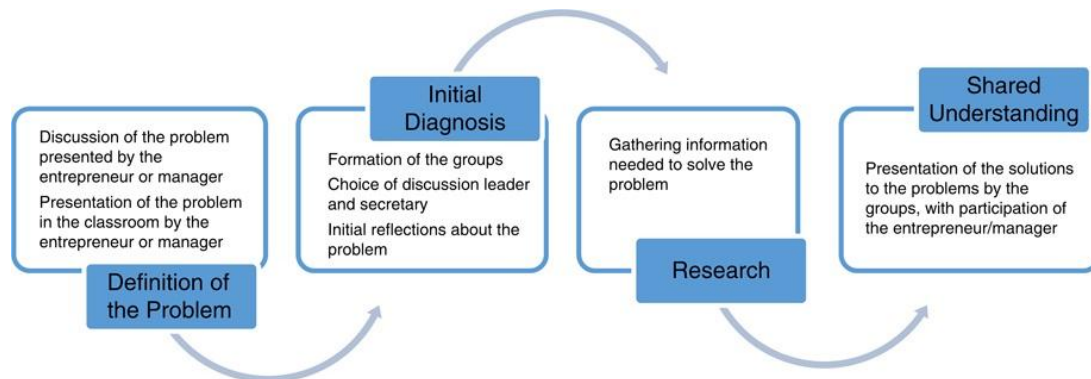 Discussion of the problem
presented by the
entrepreneur or manager
Presentation of the problem
in the classroom by the
entrepreneur or manager
Definition of
the Problem
Initial
Diagnosis
Formation of the groups
Choice of discussion leader
and secretary
Initial reflections about the
problem
Gathering information
needed to solve the
problem
Research
Shared
Understanding
Presentation of the solutions
to the problems by the
groups, with participation of
the entrepreneur/manager